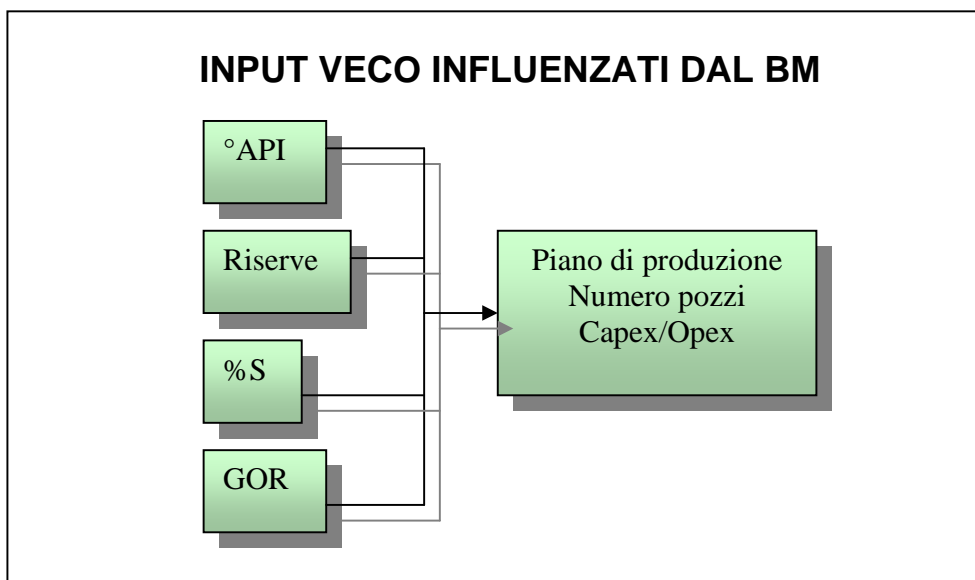 INPUT VECO INFLUENZATI DAL BM
°API
Riserve
%S
GOR
Piano di produzione
Numero pozzi
Capex/Opex